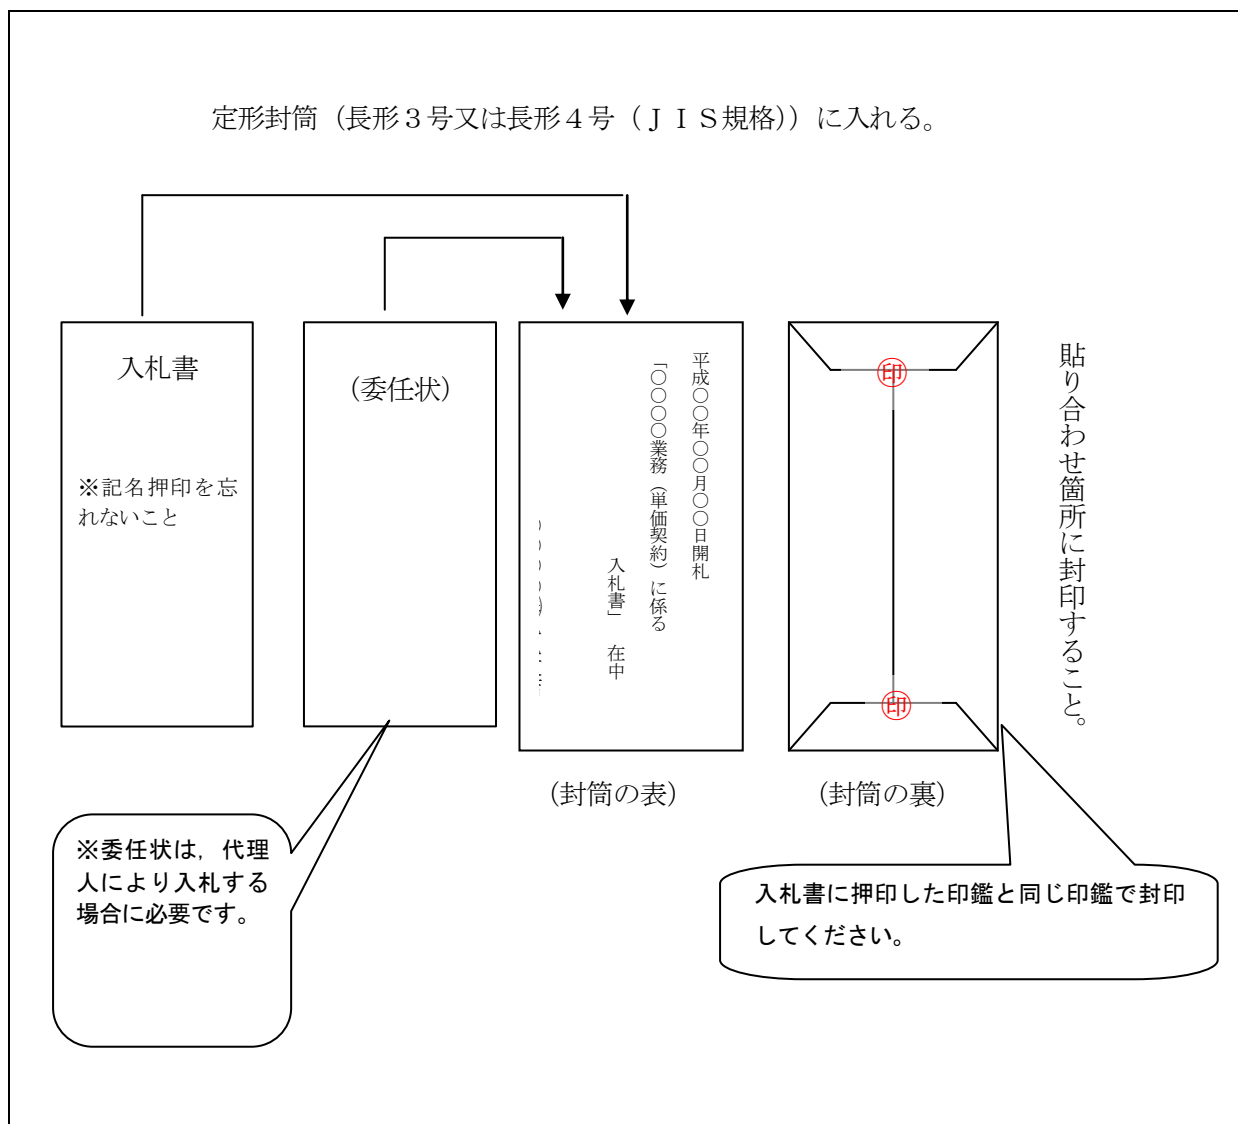 定形封筒（長形３号又は長形４号（ＪＩＳ規格））に入れる。
入札書
※記名押印を忘
れないこと
（委任状）
平成〇〇年〇〇月〇〇日開札
「〇〇〇〇業務（単価契約）に係る
入札書」　在中
（封筒の表）
印
印
（封筒の裏）
貼り合わせ箇所に封印すること。
※委任状は，代理
人により入札する
場合に必要です。
入札書に押印した印鑑と同じ印鑑で封印
してください。